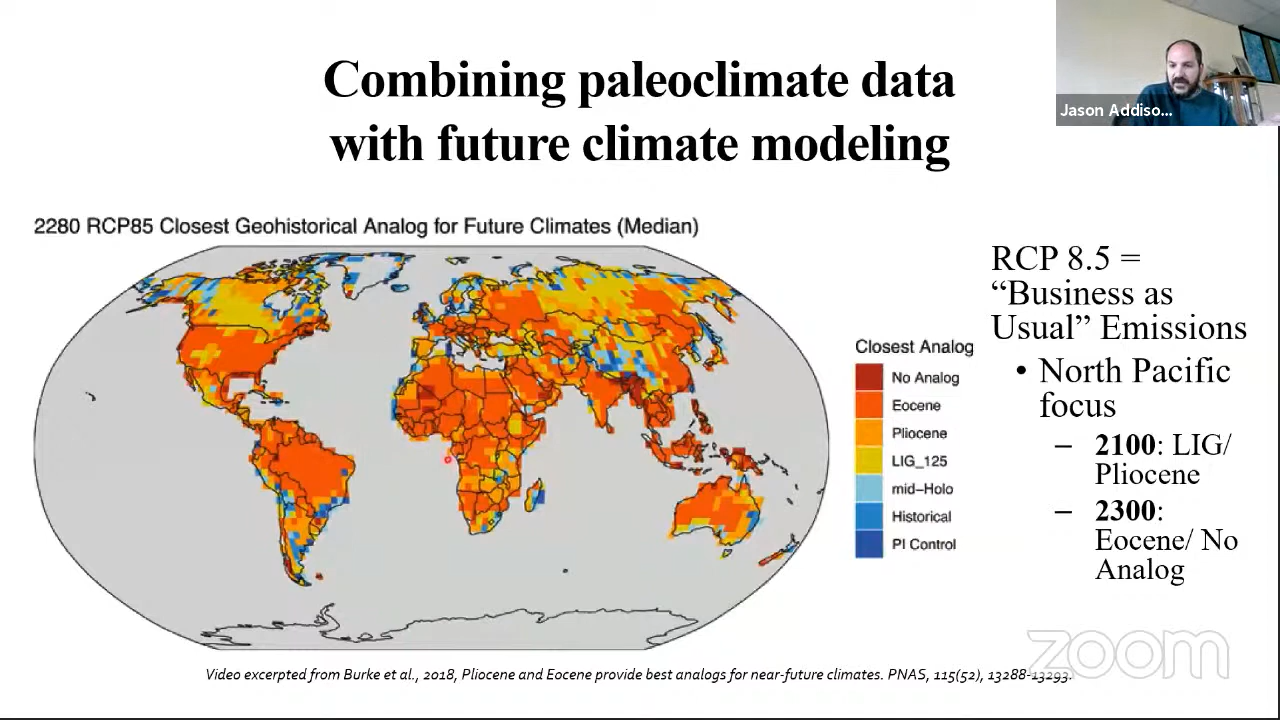 Combining paleoclimate data
with future climate modeling
Jason Addiso...
2280 RCP85 Closest Geohistorical Analog for Future Climates (Median)
Closest Analog
No Analog
Eocene
Pliocene
LIG_125
mid-Holo
Historical
PI Control
RCP 8.5 =
“Business as
Usual” Emissions
• North Pacific
focus
– 2100: LIG/
Pliocene
– 2300:
Eocene/ No
Analog
zoom
Video excerpted from Burke et al., 2018, Pliocene and Eocene provide best analogs for near-future climates. PNAS, 115(52), 13288-13293.